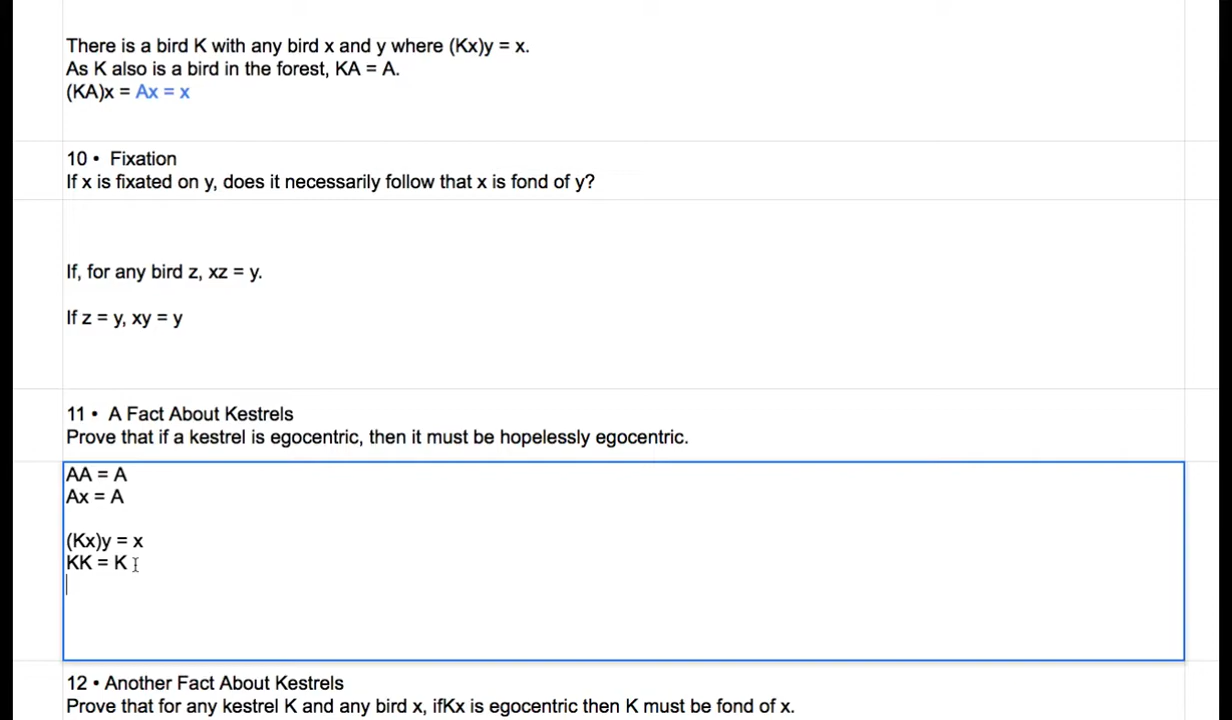 There is a bird K with any bird x and y where (Kx)y = x.
As K also is a bird in the forest, KA = A.
(KA)x = Ax = x
10 • Fixation
If x is fixated on y, does it necessarily follow that x is fond of y?
If, for any bird z, xz = y.
If z = y, xy = y
11 • A Fact About Kestrels
Prove that if a kestrel is egocentric, then it must be hopelessly egocentric.
AA = A
Ax = A
(Kx)y = x
KK = K
12 • Another Fact About Kestrels
Prove that for any kestrel K and any bird x, ifKx is egocentric then K must be fond of x.